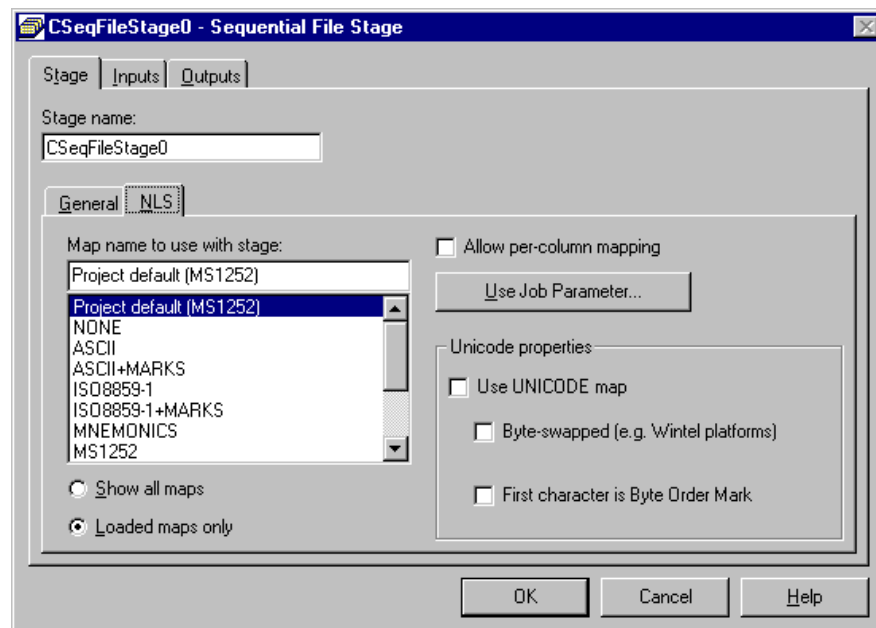 CSeqFileStage0 - Sequential File Stage
Stage Inputs Outputs
Stage name:
CSeqFileStage0
General NLS
Map name to use with stage:
Project default (MS1252)
Project default (MS1252)
NONE
ASCII
ASCII+MARKS
ISO8859-1
ISO8859-1+MARKS
MNEMONICS
MS1252
Show all maps
Loaded maps only
Allow per-column mapping
Use Job Parameter...
Unicode properties
Use UNICODE map
Byte-swapped (e.g. Wintel platforms)
First character is Byte Order Mark
OK Cancel Help